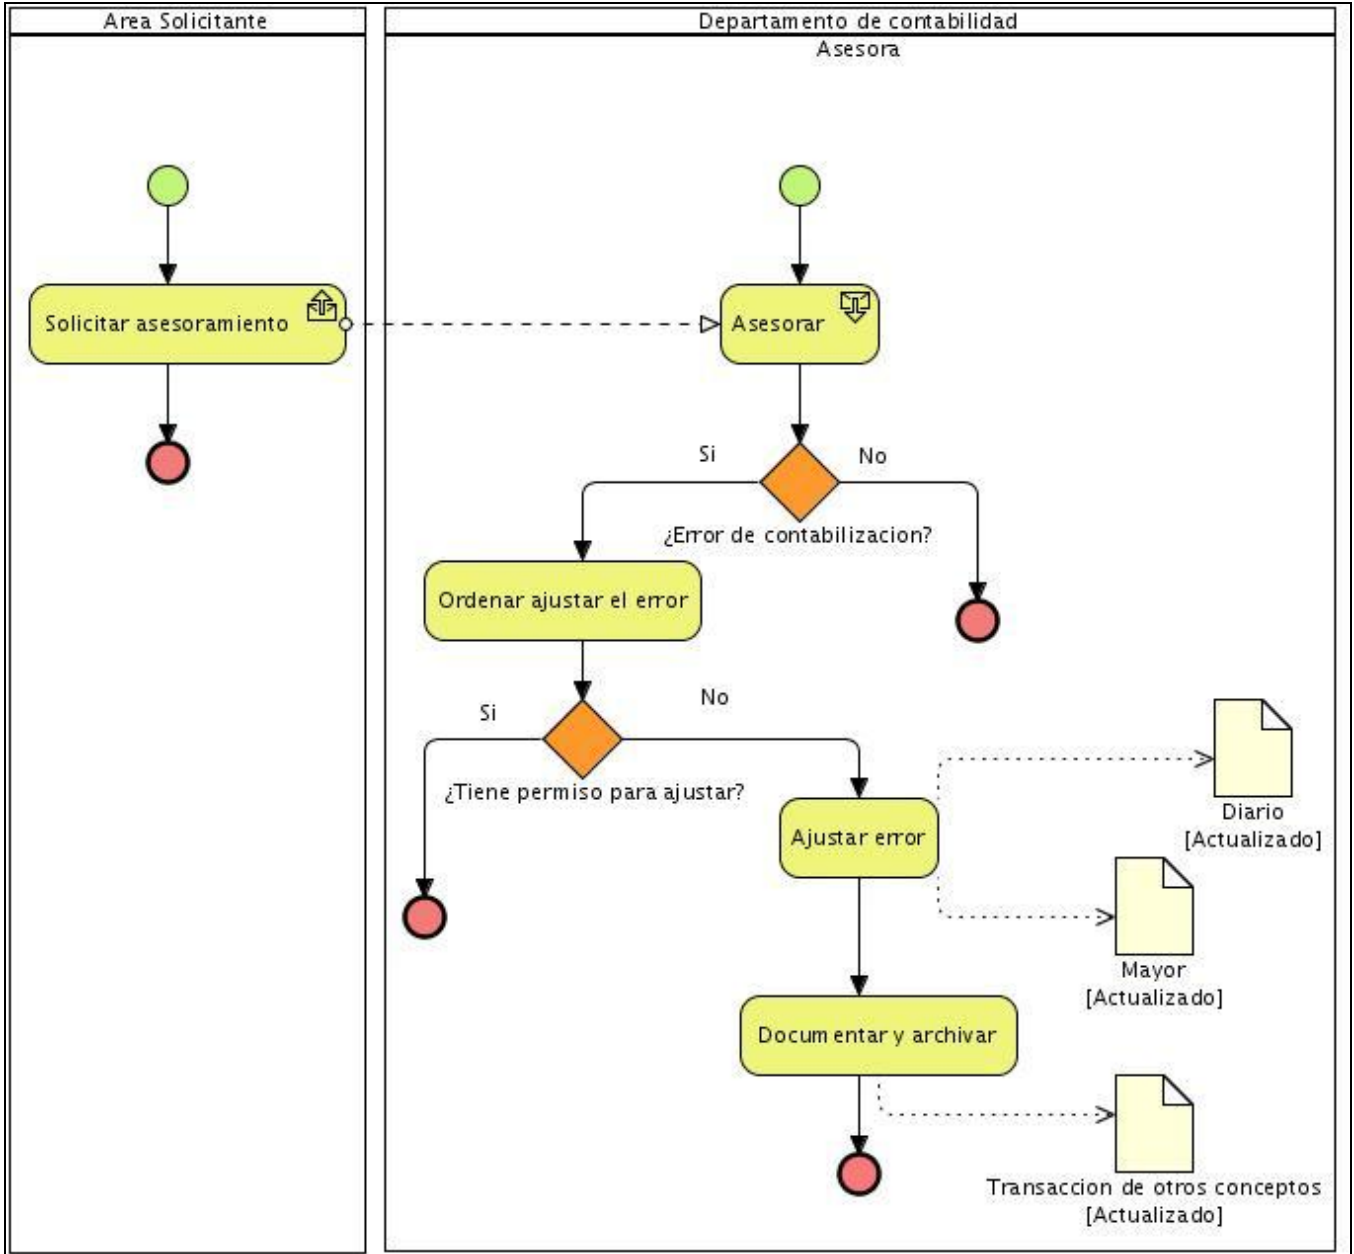 Area Solicitante
Departamento de contabilidad
Asesora
Solicitar asesoramiento
Asesorar
Si
No
¿Error de contabilizacion?
Ordenar ajustar el error
Si
No
¿Tiene permiso para ajustar?
Ajustar error
Diario
[Actualizado]
Mayor
[Actualizado]
Documentar y archivar
Transaccion de otros conceptos
[Actualizado]